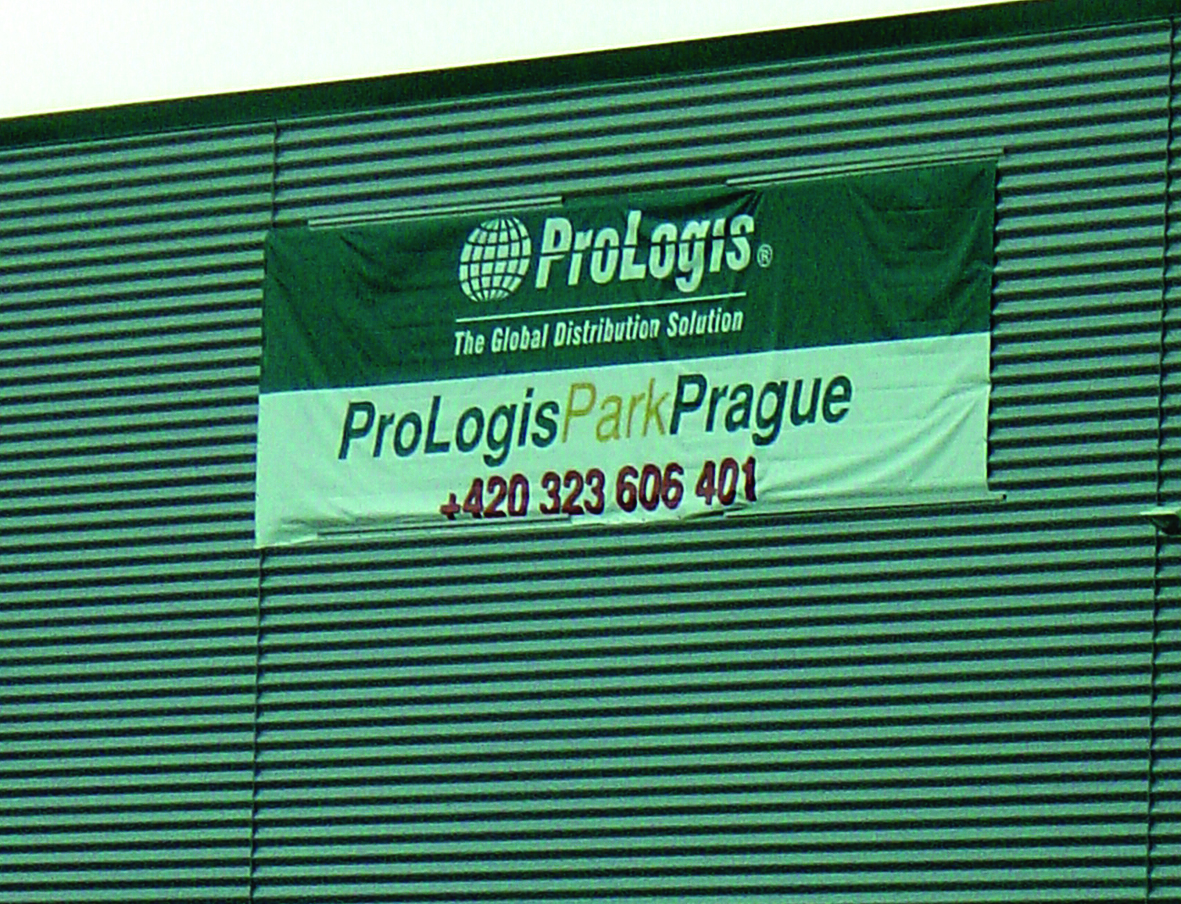 ProLogis®
The Global Distribution Solution
ProLogisParkPrague
+420 323 606 401